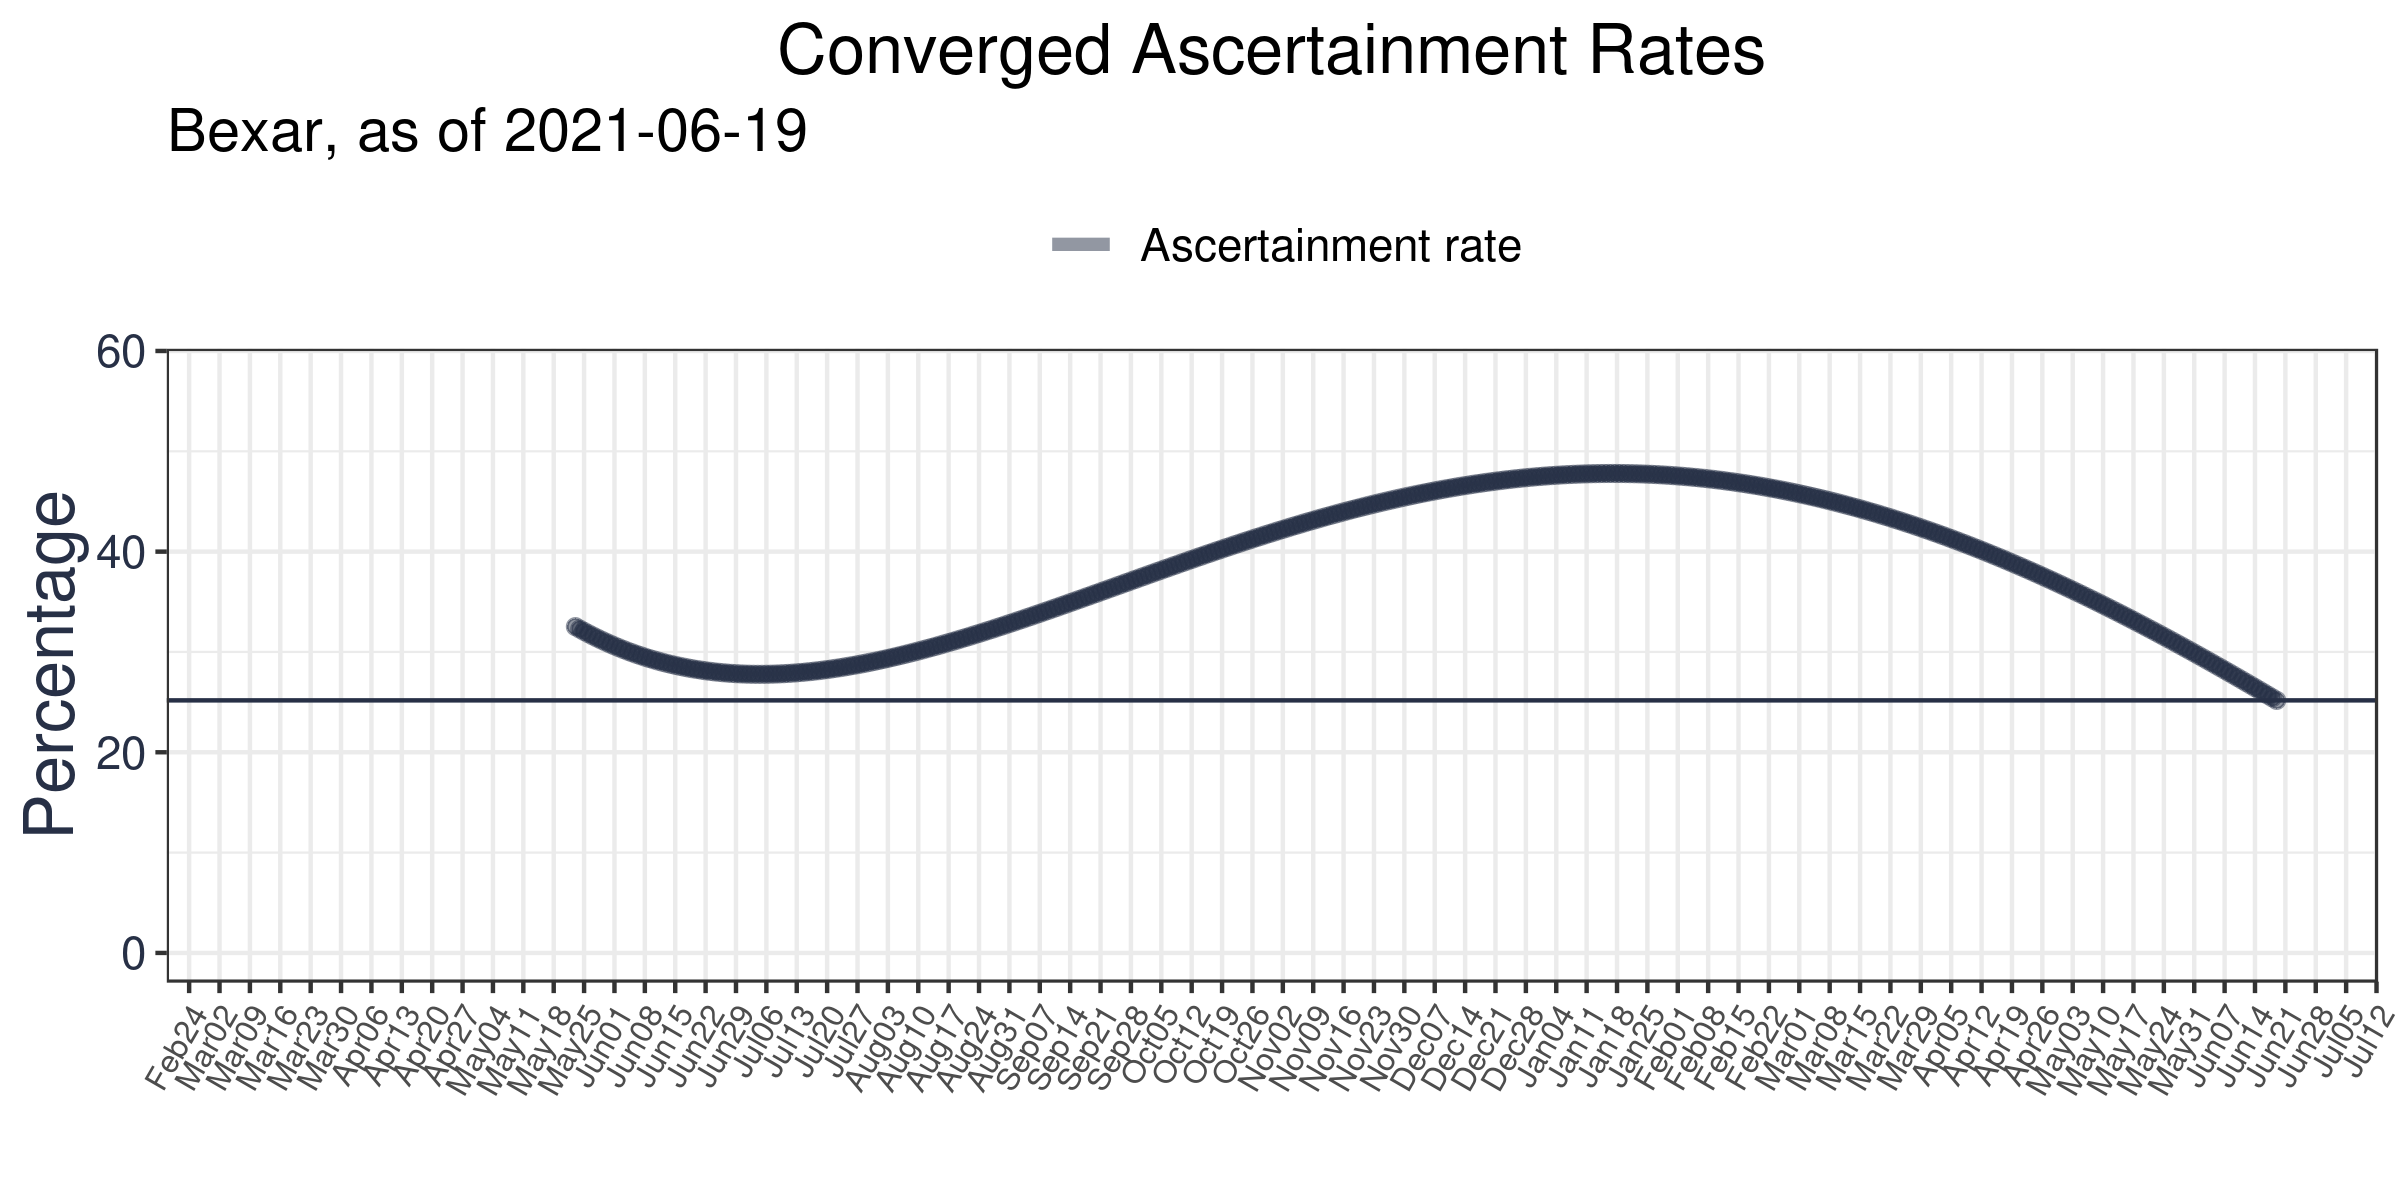 Converged Ascertainment Rates
Bexar, as of 2021-06-19
Ascertainment rate
Percentage
60
40
20
0
Feb24
Mar02
Mar09
Mar16
Mar23
Mar30
Apr06
Apr13
Apr20
Apr27
May04
May11
May18
May25
Jun01
Jun08
Jun15
Jun22
Jun29
Jul06
Jul13
Jul20
Jul27
Aug03
Aug10
Aug17
Aug24
Aug31
Sep07
Sep14
Sep21
Sep28
Oct05
Oct12
Oct19
Oct26
Nov02
Nov09
Nov16
Nov23
Nov30
Dec07
Dec14
Dec21
Dec28
Jan04
Jan11
Jan18
Jan25
Feb01
Feb08
Feb15
Feb22
Mar01
Mar08
Mar15
Mar22
Mar29
Apr05
Apr12
Apr19
Apr26
May03
May10
May17
May24
May31
Jun07
Jun14
Jun21
Jun28
Jul05
Jul12